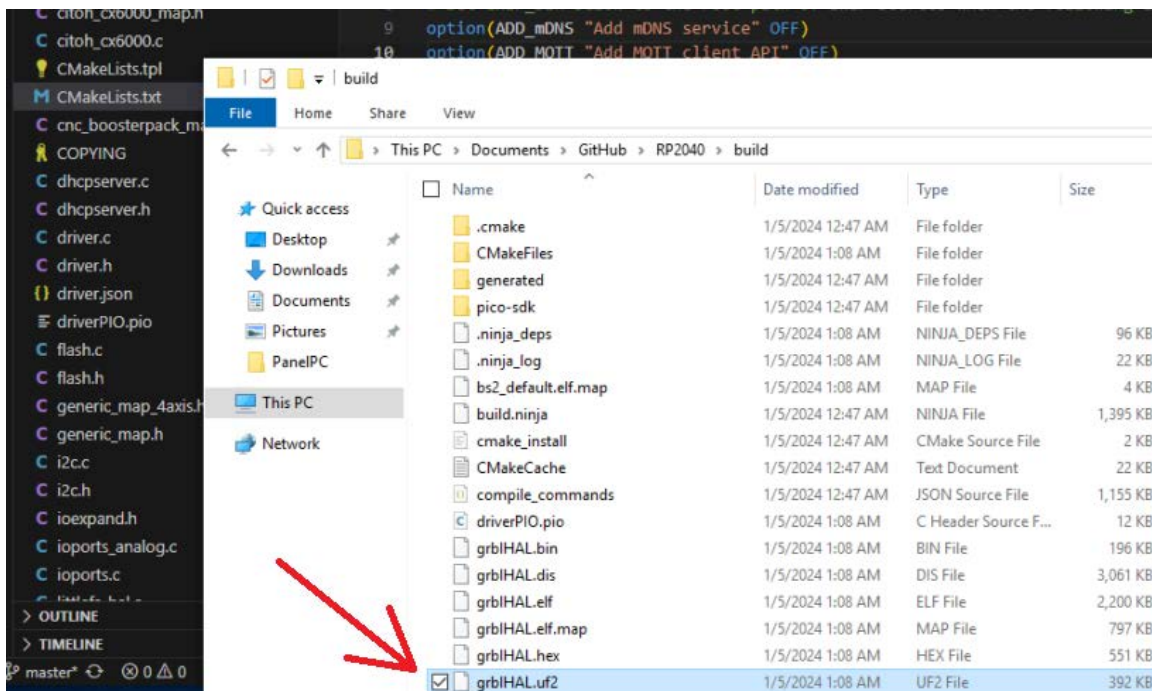 citoh_cx6000_map.h
citoh_cx6000.c
CMakeLists.tpl
M CMakeLists.txt
cnc_boosterpack_ma
COPYING
dhcpserver.c
dhcpserver.h
driver.c
driver.h
{} driver.json
driverPIO.pio
flash.c
flash.h
generic_map_4axis.h
generic_map.h
i2c.c
i2c.h
ioexpand.h
ioports_analog.c
ioports.c
> OUTLINE
> TIMELINE
master* 0 0
9 option(ADD_mDNS "Add mDNS service" OFF)
10 option(ADD_MQTT "Add MQTT client API" OFF)
build
File Home Share View
This PC > Documents > GitHub > RP2040 > build
Quick access
Desktop
Downloads
Documents
Pictures
PanelPC
This PC
Network
Name Date modified Type Size
.cmake 1/5/2024 12:47 AM File folder
CMakeFiles 1/5/2024 1:08 AM File folder
generated 1/5/2024 12:47 AM File folder
pico-sdk 1/5/2024 12:47 AM File folder
.ninja_deps 1/5/2024 1:08 AM NINJA_DEPS File 96 KB
.ninja_log 1/5/2024 1:08 AM NINJA_LOG File 22 KB
bs2_default.elf.map 1/5/2024 1:08 AM MAP File 4 KB
build.ninja 1/5/2024 12:47 AM NINJA File 1,395 KB
cmake_install 1/5/2024 12:47 AM CMake Source File 2 KB
CMakeCache 1/5/2024 12:47 AM Text Document 22 KB
compile_commands 1/5/2024 12:47 AM JSON Source File 1,155 KB
driverPIO.pio 1/5/2024 1:08 AM C Header Source F... 12 KB
grblHAL.bin 1/5/2024 1:08 AM BIN File 196 KB
grblHAL.dis 1/5/2024 1:08 AM DIS File 3,061 KB
grblHAL.elf 1/5/2024 1:08 AM ELF File 2,200 KB
grblHAL.elf.map 1/5/2024 1:08 AM MAP File 797 KB
grblHAL.hex 1/5/2024 1:08 AM HEX File 551 KB
grblHAL.uf2 1/5/2024 1:08 AM UF2 File 392 KB